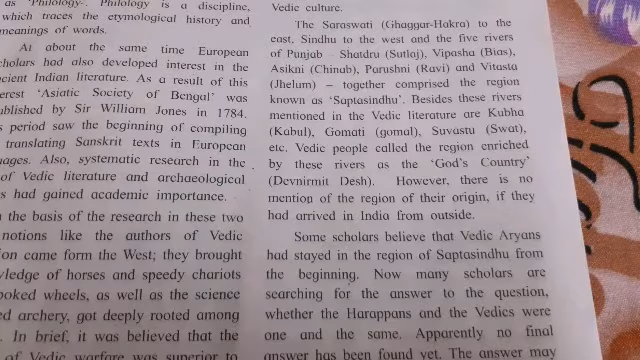 as 'Philology'. Philology is a discipline,
which traces the etymological history and
meanings of words.
At about the same time European
cholars had also developed interest in the
cient Indian literature. As a result of this
erest 'Asiatic Society of Bengal' was
ublished by Sir William Jones in 1784.
s period saw the beginning of compiling
translating Sanskrit texts in European
uages. Also, systematic research in the
of Vedic literature and archaeological
s had gained academic importance.
n the basis of the research in these two
notions like the authors of Vedic
ion came form the West; they brought
wledge of horses and speedy chariots
poked wheels, as well as the science
ed archery, got deeply rooted among
. In brief, it was believed that the
of Vedic warfare was superior to
Vedic culture.
The Saraswati (Ghaggar-Hakra) to the
east, Sindhu to the west and the five rivers
of Punjab - Shatdru (Sutlaj), Vipasha (Bias),
Asikni (Chinab), Parushni (Ravi) and Vitasta
(Jhelum) – together comprised the region
known as 'Saptasindhu'. Besides these rivers
mentioned in the Vedic literature are Kubha
(Kabul), Gomati (gomal), Suvastu (Swat),
etc. Vedic people called the region enriched
by these rivers as the 'God's Country'
(Devnirmit Desh). However, there is no
mention of the region of their origin, if they
had arrived in India from outside.
Some scholars believe that Vedic Aryans
had stayed in the region of Saptasindhu from
the beginning. Now many scholars are
searching for the answer to the question,
whether the Harappans and the Vedics were
one and the same. Apparently no final
answer has been found yet. The answer may